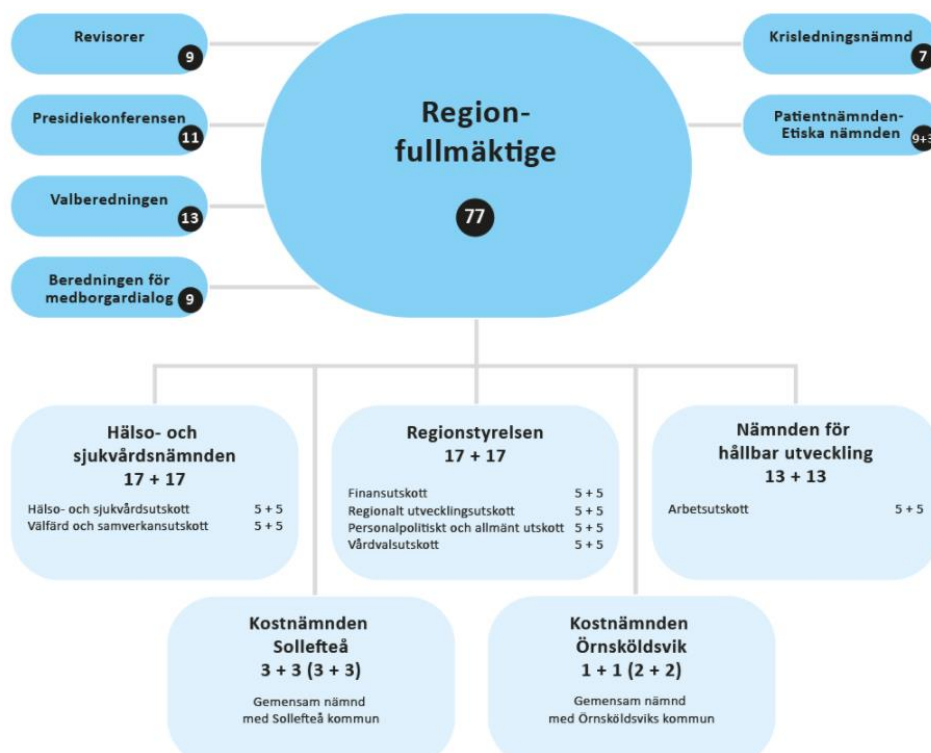 Revisorer
9
Presidiekonferensen
11
Valberedningen
13
Beredningen för
medborgardialog
9
Region-
fullmäktige
77
Krisledningsnämnd
7
Patientnämnden-
Etiska nämnden
9+3
Hälso- och
sjukvårdsnämnden
17 + 17
Hälso- och sjukvårdsutskott 5 + 5
Välfärd och samverkansutskott 5 + 5
Regionstyrelsen
17 + 17
Finansutskott 5 + 5
Regionalt utvecklingsutskott 5 + 5
Personalpolitiskt och allmänt utskott 5 + 5
Vårdvalsutskott 5 + 5
Nämnden för
hållbar utveckling
13 + 13
Arbetsutskott 5 + 5
Kostnämnden
Sollefteå
3 + 3 (3 + 3)
Gemensam nämnd
med Sollefteå kommun
Kostnämnden
Örnsköldsvik
1 + 1 (2 + 2)
Gemensam nämnd
med Örnsköldsviks kommun